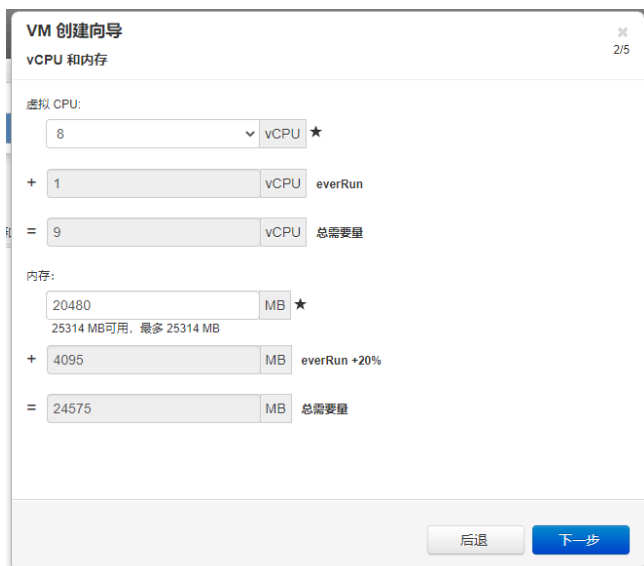 VM 创建向导
2/5
vCPU 和内存
虚拟 CPU:
8 vCPU ★
+ 1 vCPU everRun
= 9 vCPU 总需要量
内存:
20480 MB ★
25314 MB可用，最多 25314 MB
+ 4095 MB everRun +20%
= 24575 MB 总需要量
后退 下一步